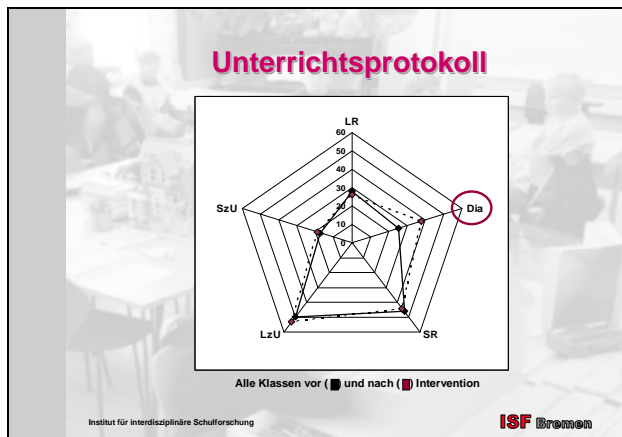 Unterrichtsprotokoll
LR
60
50
40
30
20
10
0
SzU
Dia
LzU
SR
Alle Klassen vor (■) und nach (■) Intervention
Institut für interdisziplinäre Schulforschung
ISF Bremen